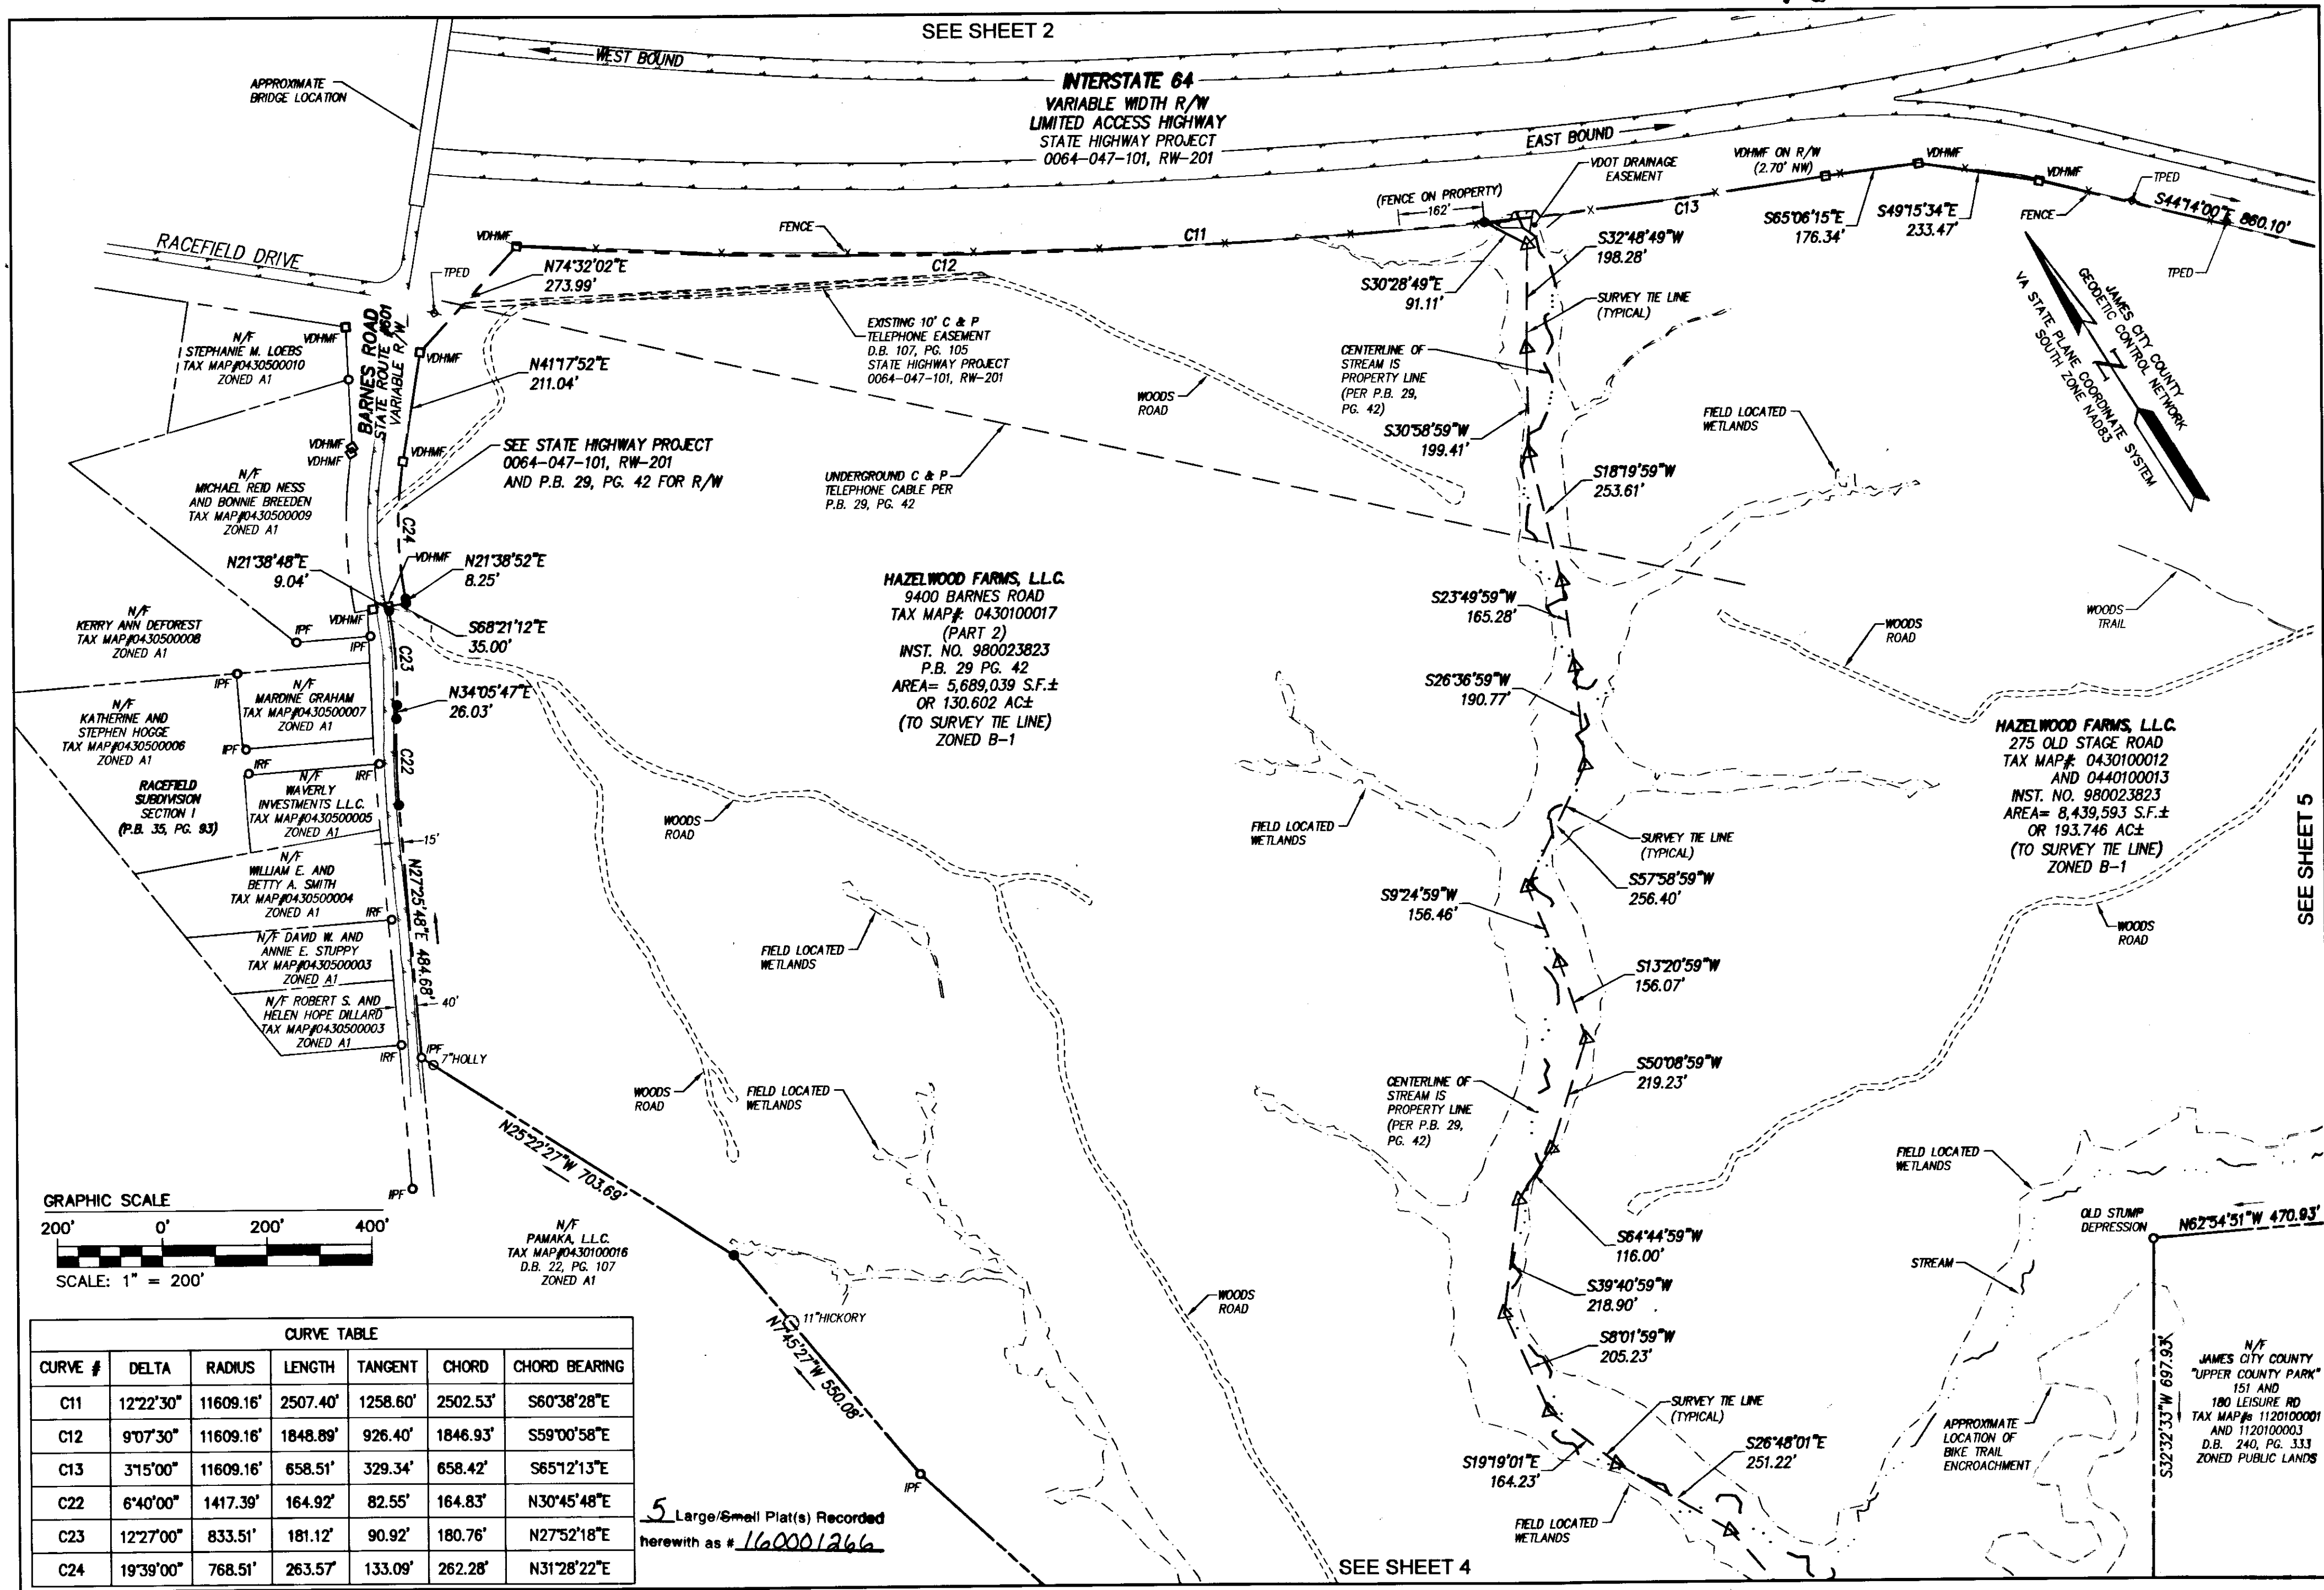 SEE SHEET 2
WEST BOUND
APPROXIMATE
BRIDGE LOCATION
INTERSTATE 64
VARIABLE WIDTH R/W
LIMITED ACCESS HIGHWAY
STATE HIGHWAY PROJECT
0064-047-101, RW-201
EAST BOUND
VDOT DRAINAGE
EASEMENT
VDHMF ON R/W
(2.70' NW)
VDHMF
VDHMF
TPED
S44°14'00"E 860.10'
FENCE
TPED
S65°06'15"E
176.34'
S49°15'34"E
233.47'
(FENCE ON PROPERTY)
162'
C13
C11
FENCE
VDHMF
C12
RACEFIELD DRIVE
TPED
N74°32'02"E
273.99'
S32°48'49"W
198.28'
S30°28'49"E
91.11'
SURVEY TIE LINE
(TYPICAL)
JAMES CITY COUNTY
GEODETIC CONTROL NETWORK
VA STATE PLANE COORDINATE SYSTEM
SOUTH ZONE NAD83
BARNES ROAD
STATE ROUTE #601
VARIABLE R/W
N/F
STEPHANIE M. LOEBS
TAX MAP#0430500010
ZONED A1
VDHMF
VDHMF
N41°17'52"E
211.04'
EXISTING 10' C & P
TELEPHONE EASEMENT
D.B. 107, PG. 105
STATE HIGHWAY PROJECT
0064-047-101, RW-201
WOODS
ROAD
CENTERLINE OF
STREAM IS
PROPERTY LINE
(PER P.B. 29,
PG. 42)
FIELD LOCATED
WETLANDS
S30°58'59"W
199.41'
VDHMF
VDHMF
VDHMF
SEE STATE HIGHWAY PROJECT
0064-047-101, RW-201
AND P.B. 29, PG. 42 FOR R/W
UNDERGROUND C & P
TELEPHONE CABLE PER
P.B. 29, PG. 42
S18°19'59"W
253.61'
N/F
MICHAEL REID NESS
AND BONNIE BREEDEN
TAX MAP#0430500009
ZONED A1
C24
N21°38'48"E
9.04'
VDHMF
N21°38'52"E
8.25'
HAZELWOOD FARMS, L.L.C.
9400 BARNES ROAD
TAX MAP#: 0430100017
(PART 2)
INST. NO. 980023823
P.B. 29 PG. 42
AREA= 5,689,039 S.F.±
OR 130.602 AC±
(TO SURVEY TIE LINE)
ZONED B-1
S23°49'59"W
165.28'
WOODS
TRAIL
WOODS
ROAD
N/F
KERRY ANN DEFOREST
TAX MAP#0430500008
ZONED A1
VDHMF
IPF
IPF
S68°21'12"E
35.00'
C23
S26°36'59"W
190.77'
IPF
N/F
MARDINE GRAHAM
TAX MAP#0430500007
ZONED A1
N34°05'47"E
26.03'
N/F
KATHERINE AND
STEPHEN HOGGE
TAX MAP#0430500006
ZONED A1
IPF
C22
HAZELWOOD FARMS, L.L.C.
275 OLD STAGE ROAD
TAX MAP#: 0430100012
AND 0440100013
INST. NO. 980023823
AREA= 8,439,593 S.F.±
OR 193.746 AC±
(TO SURVEY TIE LINE)
ZONED B-1
SEE SHEET 5
IRF
IRF
RACEFIELD
SUBDIVISION
SECTION I
(P.B. 35, PG. 93)
N/F
WAVERLY
INVESTMENTS L.L.C.
TAX MAP#0430500005
ZONED A1
WOODS
ROAD
FIELD LOCATED
WETLANDS
SURVEY TIE LINE
(TYPICAL)
15'
N27°25'48"E 484.68'
S57°58'59"W
256.40'
N/F
WILLIAM E. AND
BETTY A. SMITH
TAX MAP#0430500004
ZONED A1
IRF
S9°24'59"W
156.46'
WOODS
ROAD
N/F DAVID W. AND
ANNIE E. STUPPY
TAX MAP#0430500003
ZONED A1
FIELD LOCATED
WETLANDS
S13°20'59"W
156.07'
N/F ROBERT S. AND
HELEN HOPE DILLARD
TAX MAP#0430500003
ZONED A1
40'
IRF
IPF
7"HOLLY
S50°08'59"W
219.23'
WOODS
ROAD
FIELD LOCATED
WETLANDS
CENTERLINE OF
STREAM IS
PROPERTY LINE
(PER P.B. 29,
PG. 42)
N25°22'27"W 703.69'
FIELD LOCATED
WETLANDS
IPF
GRAPHIC SCALE
200' 0' 200' 400'
SCALE: 1" = 200'
N/F
PAMAKA, L.L.C.
TAX MAP#0430100016
D.B. 22, PG. 107
ZONED A1
OLD STUMP
DEPRESSION
N62°54'51"W 470.93'
S64°44'59"W
116.00'
STREAM
S39°40'59"W
218.90'
WOODS
ROAD
11"HICKORY
N7°45'27"W 550.08'
S8°01'59"W
205.23'
S32°32'33"W 697.93'
N/F
JAMES CITY COUNTY
"UPPER COUNTY PARK"
151 AND
180 LEISURE RD
TAX MAP#s 1120100001
AND 1120100003
D.B. 240, PG. 333
ZONED PUBLIC LANDS
SURVEY TIE LINE
(TYPICAL)
APPROXIMATE
LOCATION OF
BIKE TRAIL
ENCROACHMENT
S26°48'01"E
251.22'
S19°19'01"E
164.23'
IPF
FIELD LOCATED
WETLANDS
CURVE TABLE
CURVE # DELTA RADIUS LENGTH TANGENT CHORD CHORD BEARING
C11 12°22'30" 11609.16' 2507.40' 1258.60' 2502.53' S60°38'28"E
C12 9°07'30" 11609.16' 1848.89' 926.40' 1846.93' S59°00'58"E
C13 3°15'00" 11609.16' 658.51' 329.34' 658.42' S65°12'13"E
C22 6°40'00" 1417.39' 164.92' 82.55' 164.83' N30°45'48"E
C23 12°27'00" 833.51' 181.12' 90.92' 180.76' N27°52'18"E
C24 19°39'00" 768.51' 263.57' 133.09' 262.28' N31°28'22"E
5 Large/Small Plat(s) Recorded
herewith as # 160001266
SEE SHEET 4